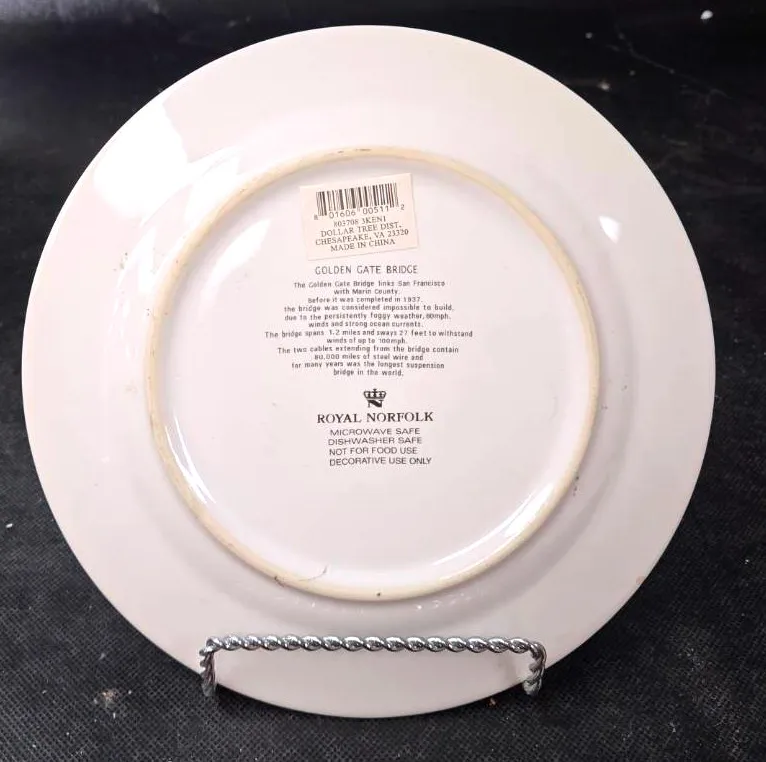 8 01606 00511 2
803708 3KEN1
DOLLAR TREE DIST.
CHESAPEAKE, VA 23320
MADE IN CHINA
GOLDEN GATE BRIDGE
The Golden Gate Bridge links San Francisco
with Marin County.
Before it was completed in 1937,
the bridge was considered impossible to build,
due to the persistently foggy weather, 60mph.
winds and strong ocean currents.
The bridge spans 1.2 miles and sways 27 feet to withstand
winds of up to 100mph.
The two cables extending from the bridge contain
80,000 miles of steel wire and
for many years was the longest suspension
bridge in the world.
N
ROYAL NORFOLK
MICROWAVE SAFE
DISHWASHER SAFE
NOT FOR FOOD USE
DECORATIVE USE ONLY